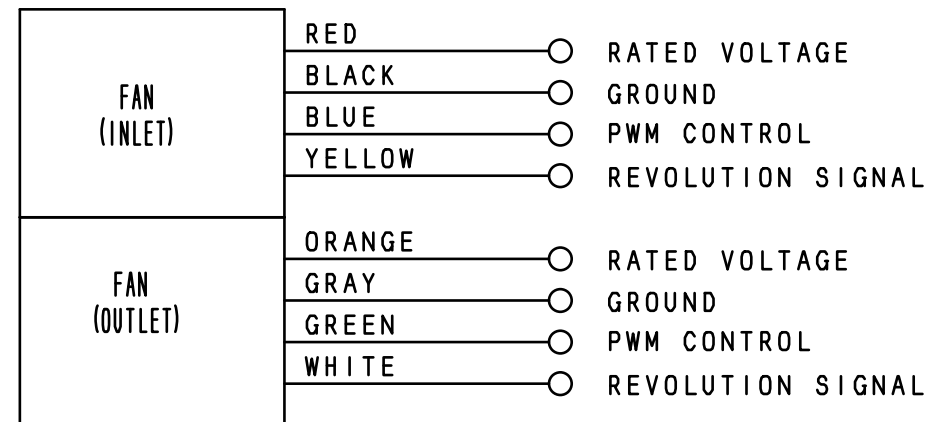 RED
RATED VOLTAGE
BLACK
GROUND
FAN
(INLET)
BLUE
PWM CONTROL
YELLOW
REVOLUTION SIGNAL
ORANGE
RATED VOLTAGE
GRAY
GROUND
FAN
(OUTLET)
GREEN
PWM CONTROL
WHITE
REVOLUTION SIGNAL